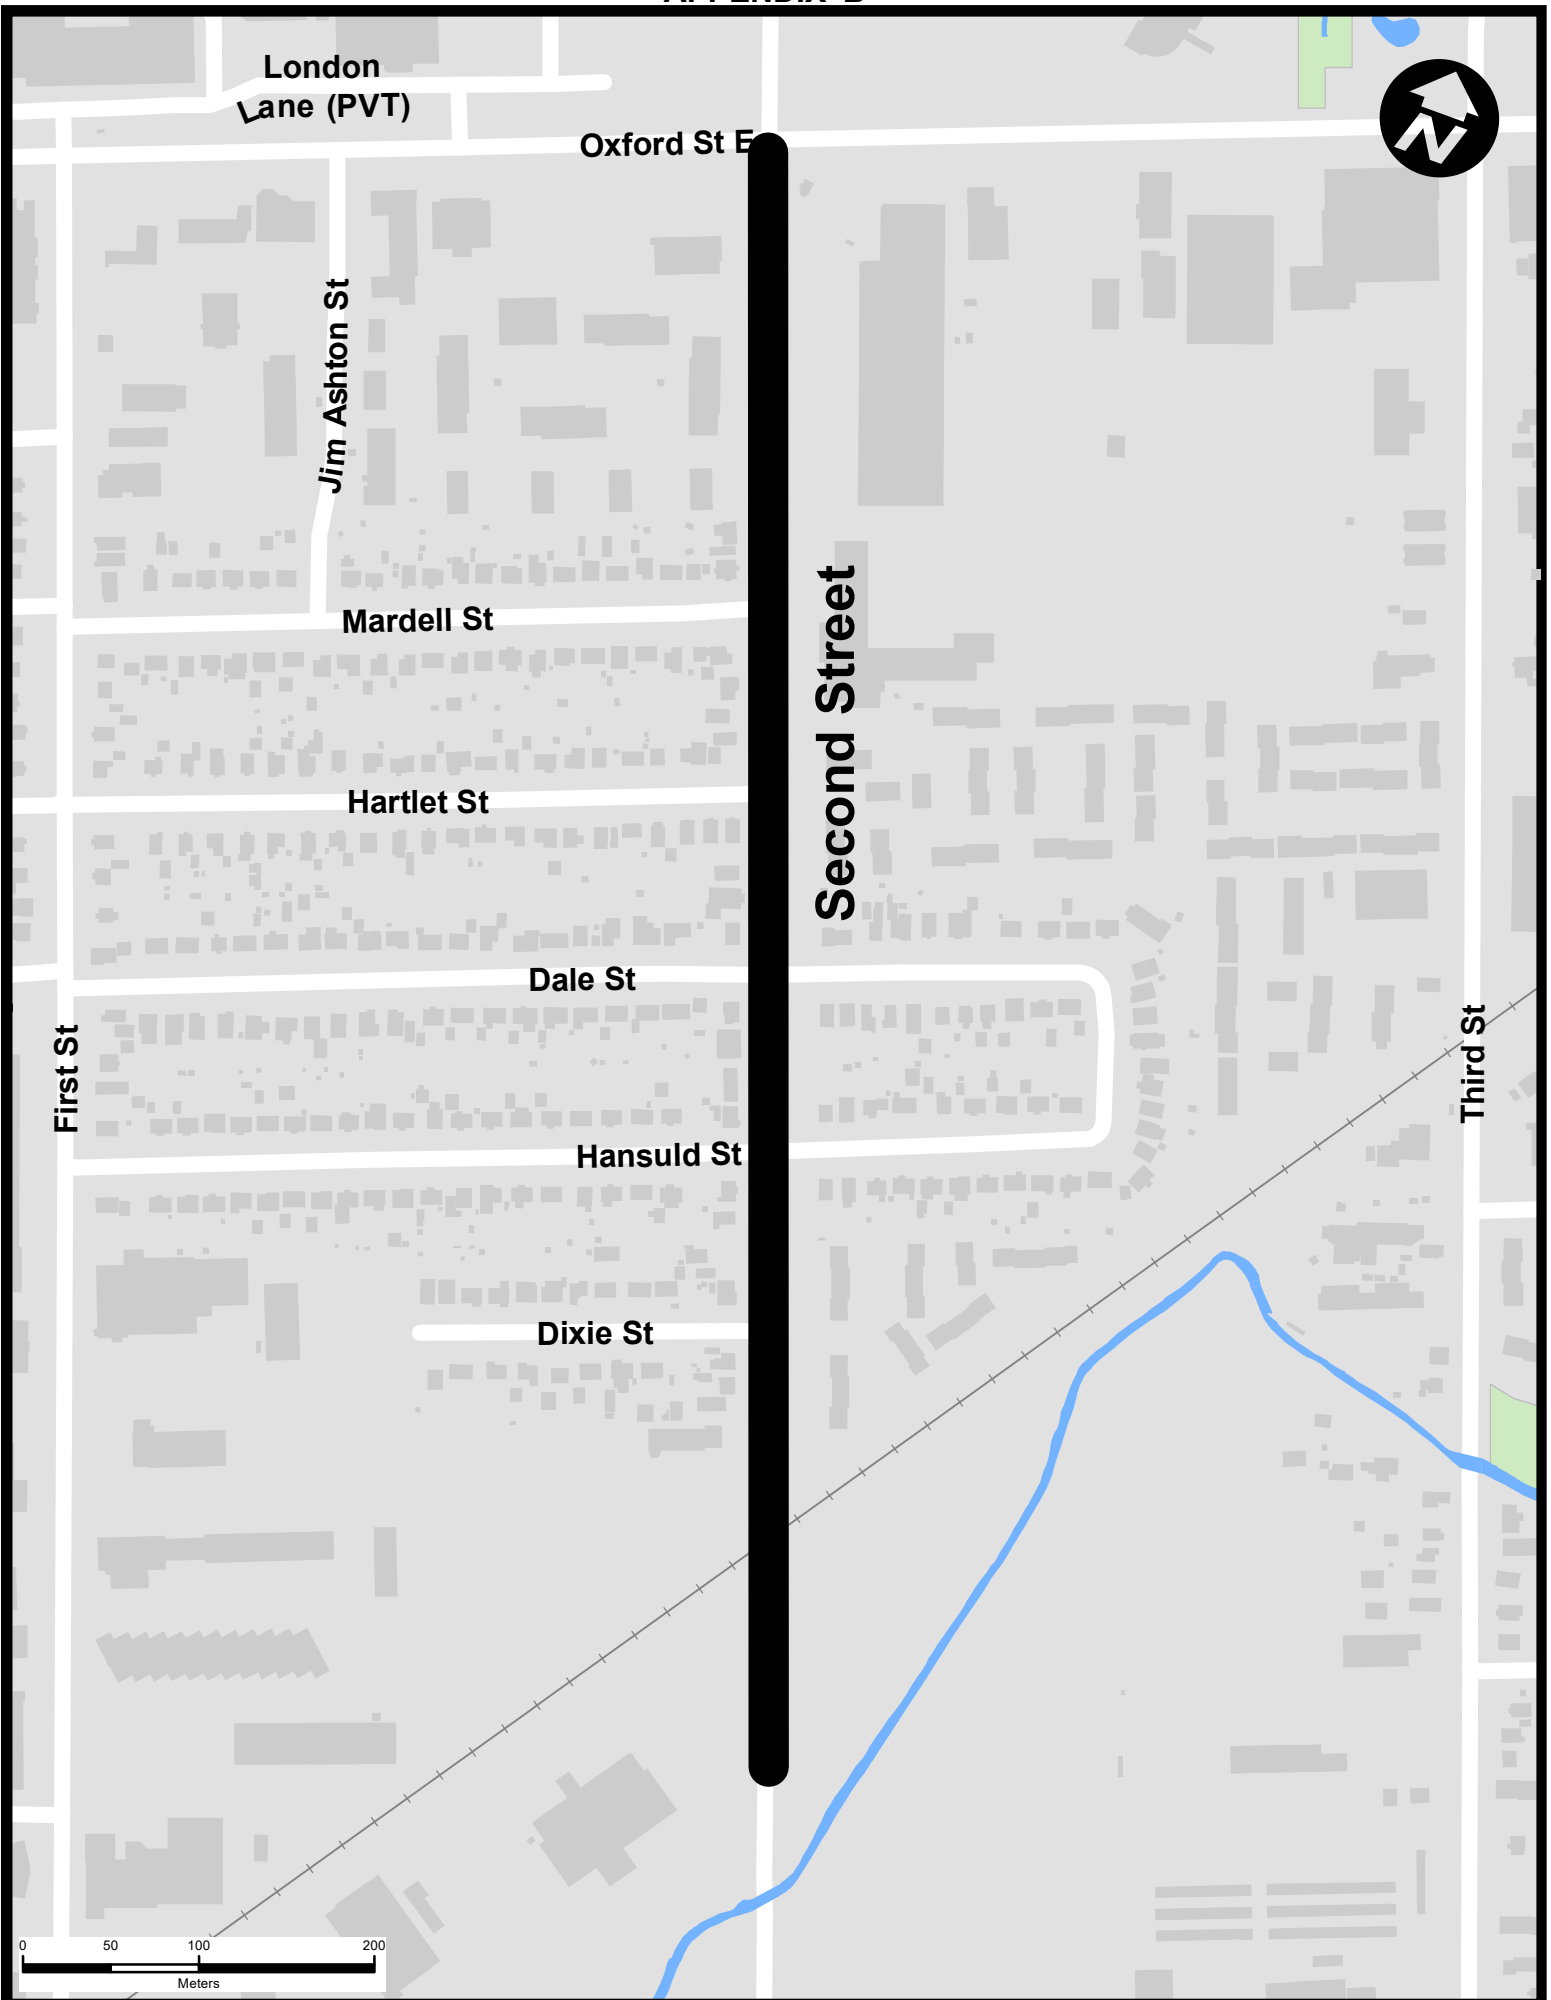 APPENDIX B
London
Lane (PVT)
Oxford St E
N
Jim Ashton St
Mardell St
Second Street
Hartlet St
Dale St
First St
Third St
Hansuld St
Dixie St
0 50 100 200
Meters